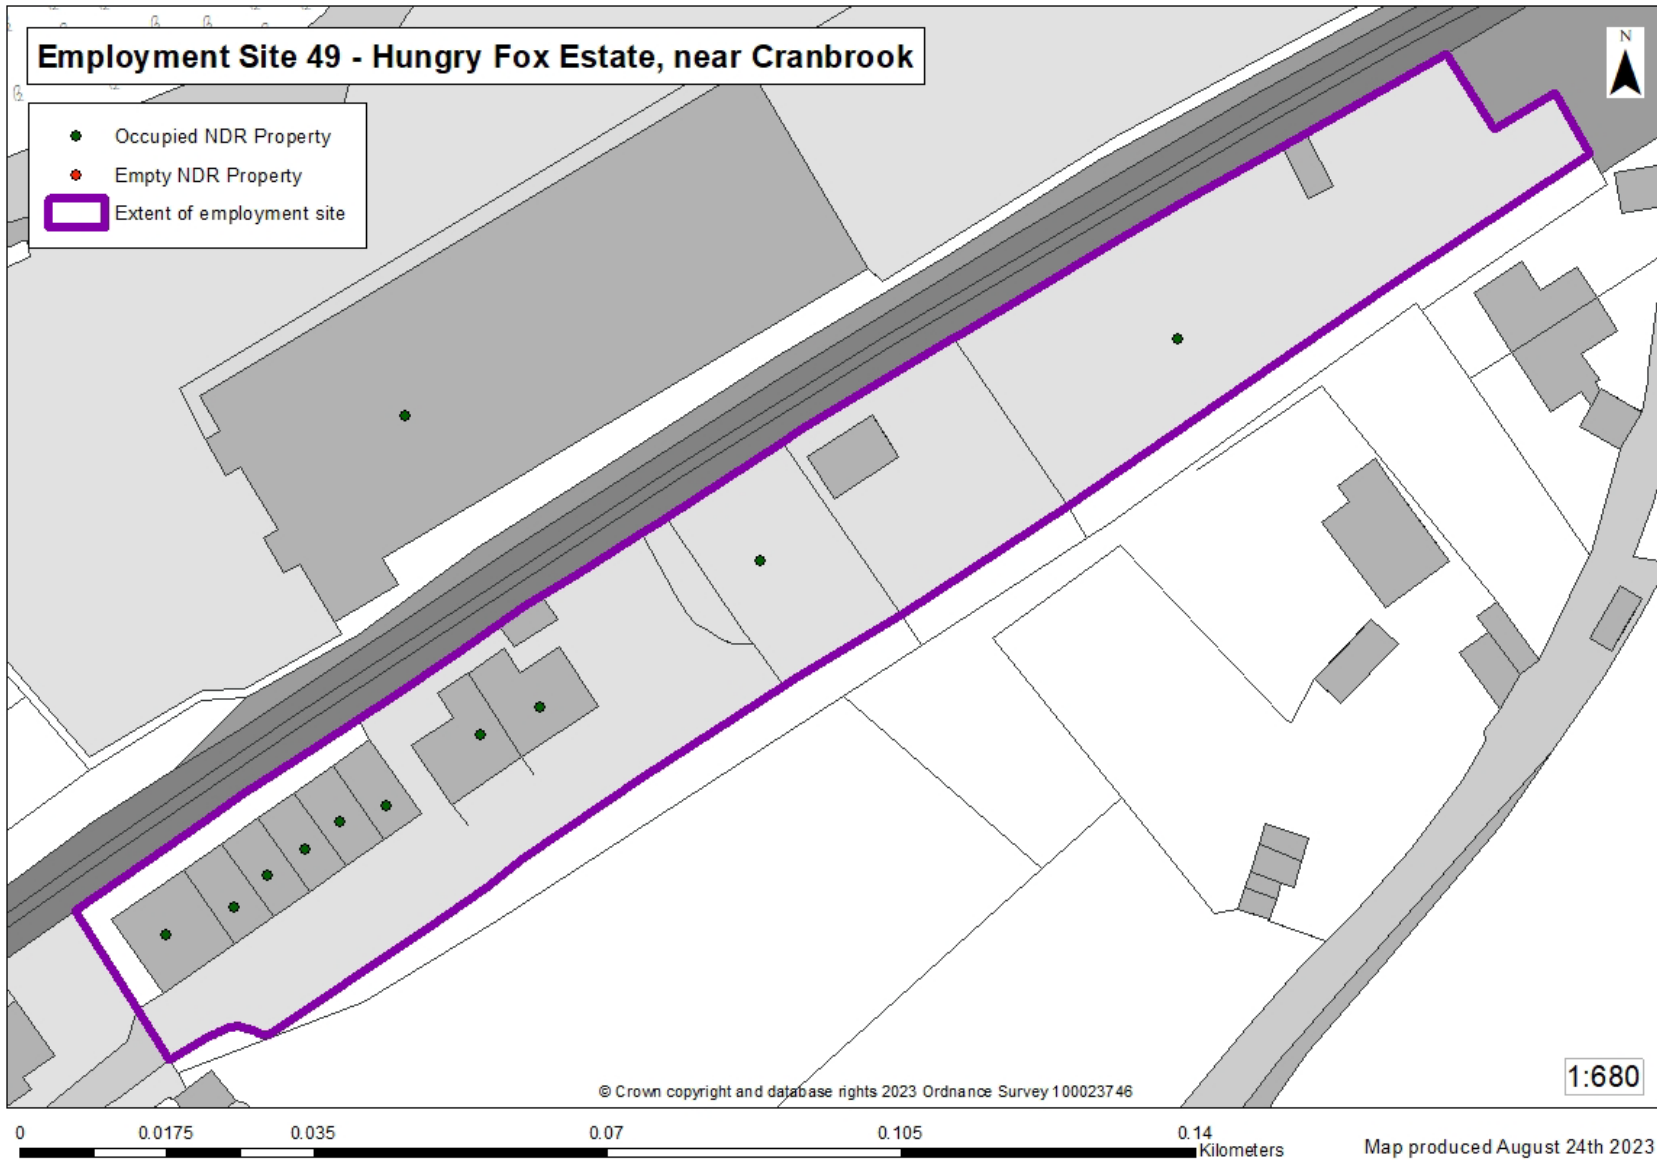 Employment Site 49 - Hungry Fox Estate, near Cranbrook
N
Occupied NDR Property
Empty NDR Property
Extent of employment site
© Crown copyright and database rights 2023 Ordnance Survey 100023746
1:680
0 0.0175 0.035 0.07 0.105 0.14
Kilometers
Map produced August 24th 2023